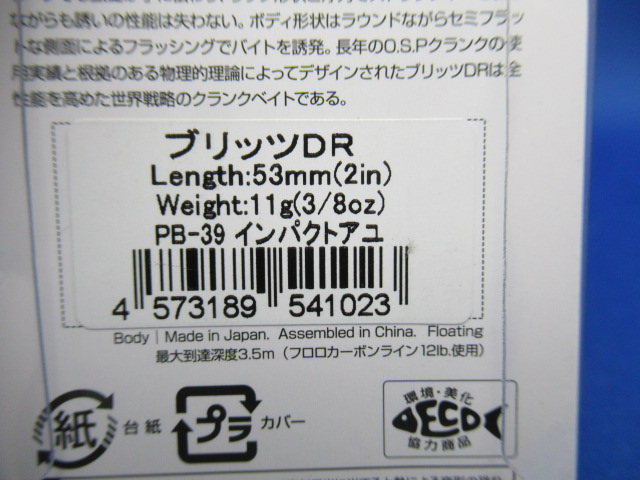 ながらも誘いの性能は失わない。ボディ形状はラウンドながらセミフラッ
トな側面によるフラッシングでバイトを誘発。長年のO.S.Pクランクの使
用実績と根拠のある物理的理論によってデザインされたブリッツDRは全
性能を高めた世界戦略のクランクベイトである。
ブリッツDR
Length:53mm(2in)
Weight:11g(3/8oz)
PB-39 インパクトアユ
4 573189 541023
Body | Made in Japan. Assembled in China. Floating
最大到達深度3.5m（フロロカーボンライン12lb.使用）
紙 台紙 プラ カバー
環境・美化
ECO
協力商品